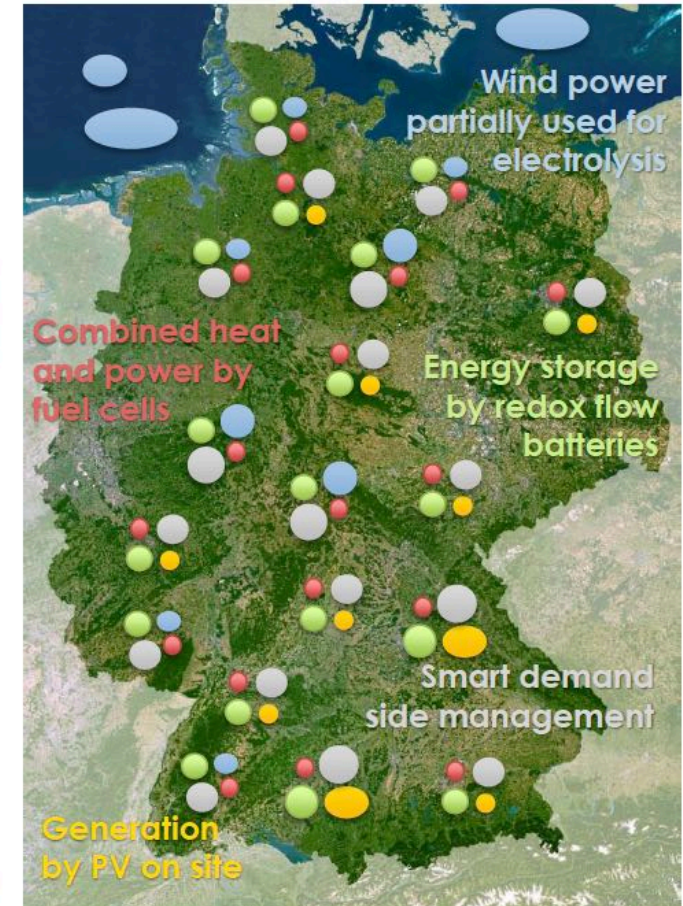 Wind power
partially used for
electrolysis
Combined heat
and power by
fuel cells
Energy storage
by redox flow
batteries
Smart demand
side management
Generation
by PV on site